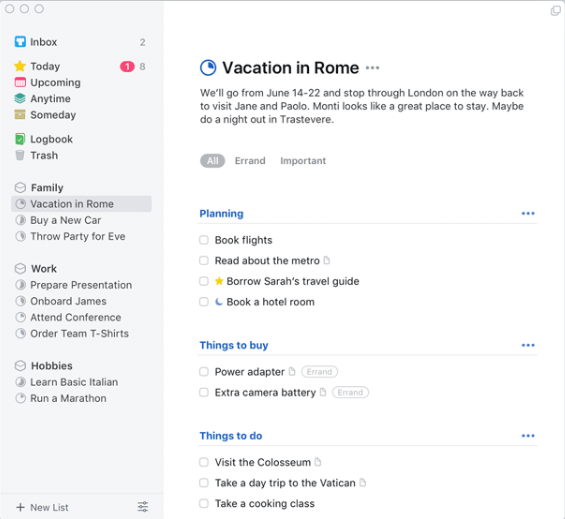 Inbox 2
Today 1 8
Upcoming
Anytime
Someday
Logbook
Trash
Family
Vacation in Rome
Buy a New Car
Throw Party for Eve
Work
Prepare Presentation
Onboard James
Attend Conference
Order Team T-Shirts
Hobbies
Learn Basic Italian
Run a Marathon
+ New List
Vacation in Rome
We’ll go from June 14-22 and stop through London on the way back
to visit Jane and Paolo. Monti looks like a great place to stay. Maybe
do a night out in Trastevere.
All Errand Important
Planning
Book flights
Read about the metro
Borrow Sarah’s travel guide
Book a hotel room
Things to buy
Power adapter Errand
Extra camera battery Errand
Things to do
Visit the Colosseum
Take a day trip to the Vatican
Take a cooking class